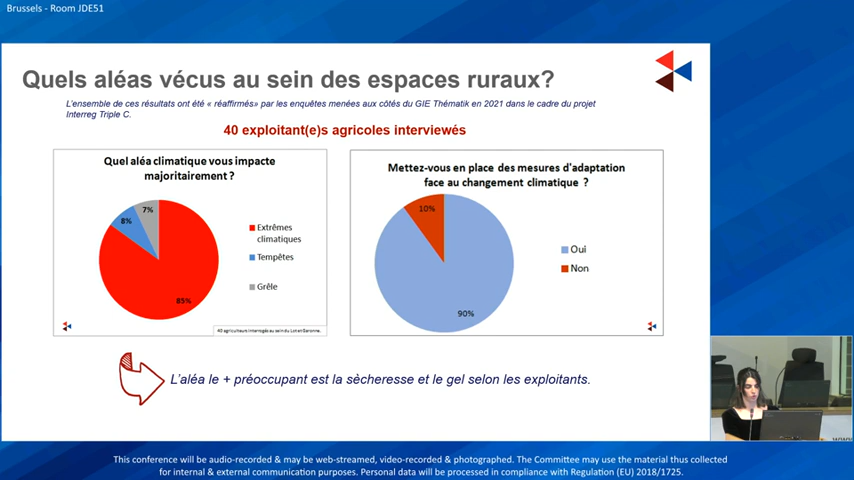 Brussels - Room JDE51
Quels aléas vécus au sein des espaces ruraux?
L'ensemble de ces résultats ont été « réaffirmés» par les enquêtes menées aux côtés du GIE Thématik en 2021 dans le cadre du projet
Interreg Triple C.
40 exploitant(e)s agricoles interviewés
Quel aléa climatique vous impacte
majoritairement ?
7%
8%
85%
Extrêmes
climatiques
Tempêtes
Grêle
40 agriculteurs interrogés au sein du Lot et Garonne.
Mettez-vous en place des mesures d'adaptation
face au changement climatique ?
10%
90%
Oui
Non
L'aléa le + préoccupant est la sècheresse et le gel selon les exploitants.
This conference will be audio-recorded & may be web-streamed, video-recorded & photographed. The Committee may use the material thus collected
for internal & external communication purposes. Personal data will be processed in compliance with Regulation (EU) 2018/1725.